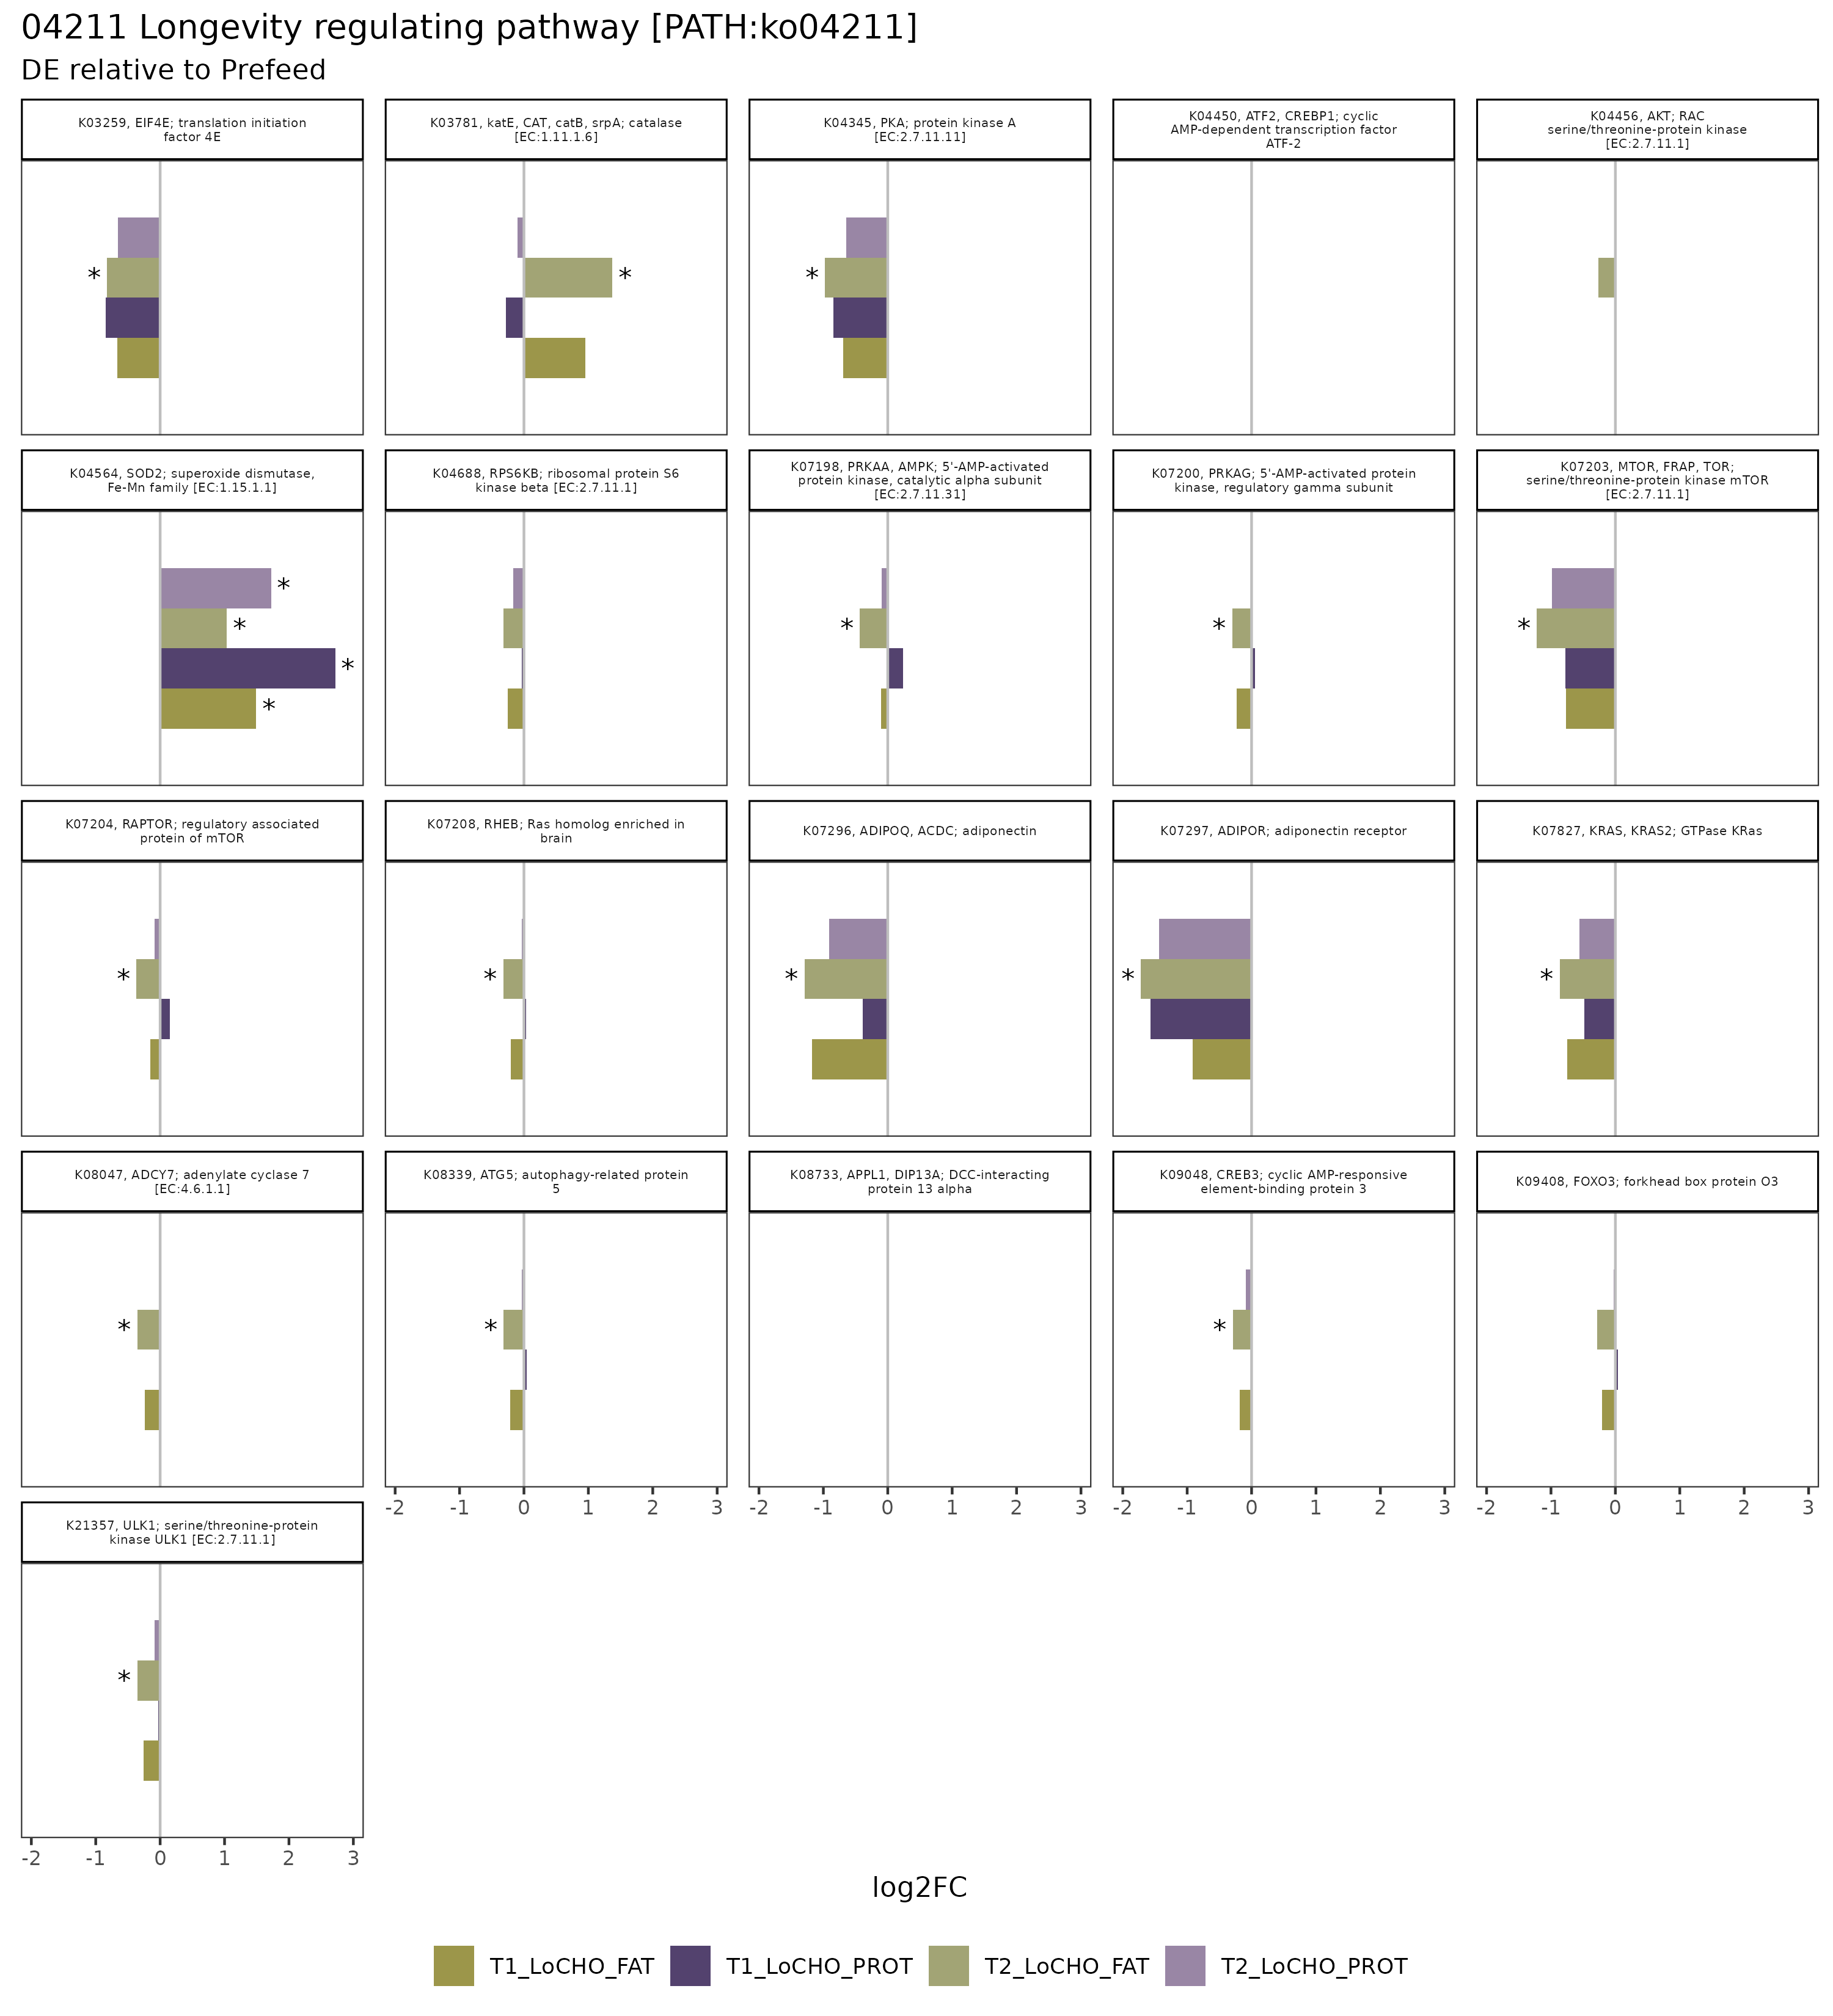 04211 Longevity regulating pathway [PATH:ko04211]
DE relative to Prefeed
K03259, EIF4E; translation initiation
factor 4E
K03781, katE, CAT, catB, srpA; catalase
[EC:1.11.1.6]
K04345, PKA; protein kinase A
[EC:2.7.11.11]
K04450, ATF2, CREBP1; cyclic
AMP-dependent transcription factor
ATF-2
K04456, AKT; RAC
serine/threonine-protein kinase
[EC:2.7.11.1]
*
*
*
K04564, SOD2; superoxide dismutase,
Fe-Mn family [EC:1.15.1.1]
K04688, RPS6KB; ribosomal protein S6
kinase beta [EC:2.7.11.1]
K07198, PRKAA, AMPK; 5'-AMP-activated
protein kinase, catalytic alpha subunit
[EC:2.7.11.31]
K07200, PRKAG; 5'-AMP-activated protein
kinase, regulatory gamma subunit
K07203, MTOR, FRAP, TOR;
serine/threonine-protein kinase mTOR
[EC:2.7.11.1]
*
*
*
*
*
*
*
K07204, RAPTOR; regulatory associated
protein of mTOR
K07208, RHEB; Ras homolog enriched in
brain
K07296, ADIPOQ, ACDC; adiponectin
K07297, ADIPOR; adiponectin receptor
K07827, KRAS, KRAS2; GTPase KRas
*
*
*
*
*
K08047, ADCY7; adenylate cyclase 7
[EC:4.6.1.1]
K08339, ATG5; autophagy-related protein
5
K08733, APPL1, DIP13A; DCC-interacting
protein 13 alpha
K09048, CREB3; cyclic AMP-responsive
element-binding protein 3
K09408, FOXO3; forkhead box protein O3
*
*
*
-2 -1 0 1 2 3
-2 -1 0 1 2 3
-2 -1 0 1 2 3
-2 -1 0 1 2 3
K21357, ULK1; serine/threonine-protein
kinase ULK1 [EC:2.7.11.1]
*
-2 -1 0 1 2 3
log2FC
T1_LoCHO_FAT T1_LoCHO_PROT T2_LoCHO_FAT T2_LoCHO_PROT